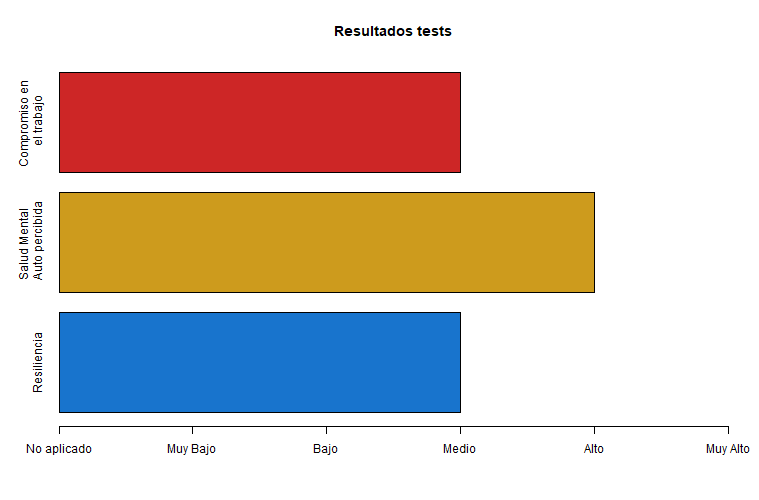 Resultados tests
Compromiso en
el trabajo
Salud Mental
Auto percibida
Resiliencia
No aplicado Muy Bajo Bajo Medio Alto Muy Alto